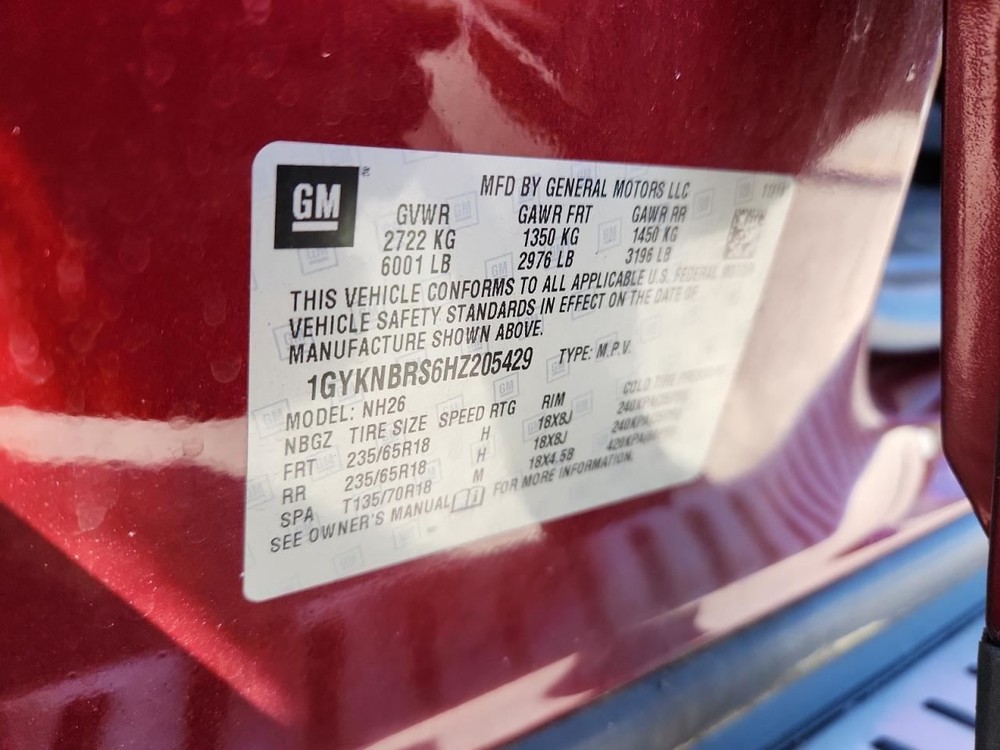 GM
MFD BY GENERAL MOTORS LLC
GVWR GAWR FRT GAWR RR
2722 KG 1350 KG 1450 KG
6001 LB 2976 LB 3196 LB
THIS VEHICLE CONFORMS TO ALL APPLICABLE U.S. FEDERAL MOTOR
VEHICLE SAFETY STANDARDS IN EFFECT ON THE DATE OF
MANUFACTURE SHOWN ABOVE.
1GYKNBRS6HZ205429 TYPE: M.P.V.
MODEL: NH26
NBGZ TIRE SIZE SPEED RTG RIM COLD TIRE
FRT 235/65R18 H 18X8J
RR 235/65R18 H 18X8J
SPA T135/70R18 M 18X4.5B
SEE OWNER'S MANUAL FOR MORE INFORMATION.